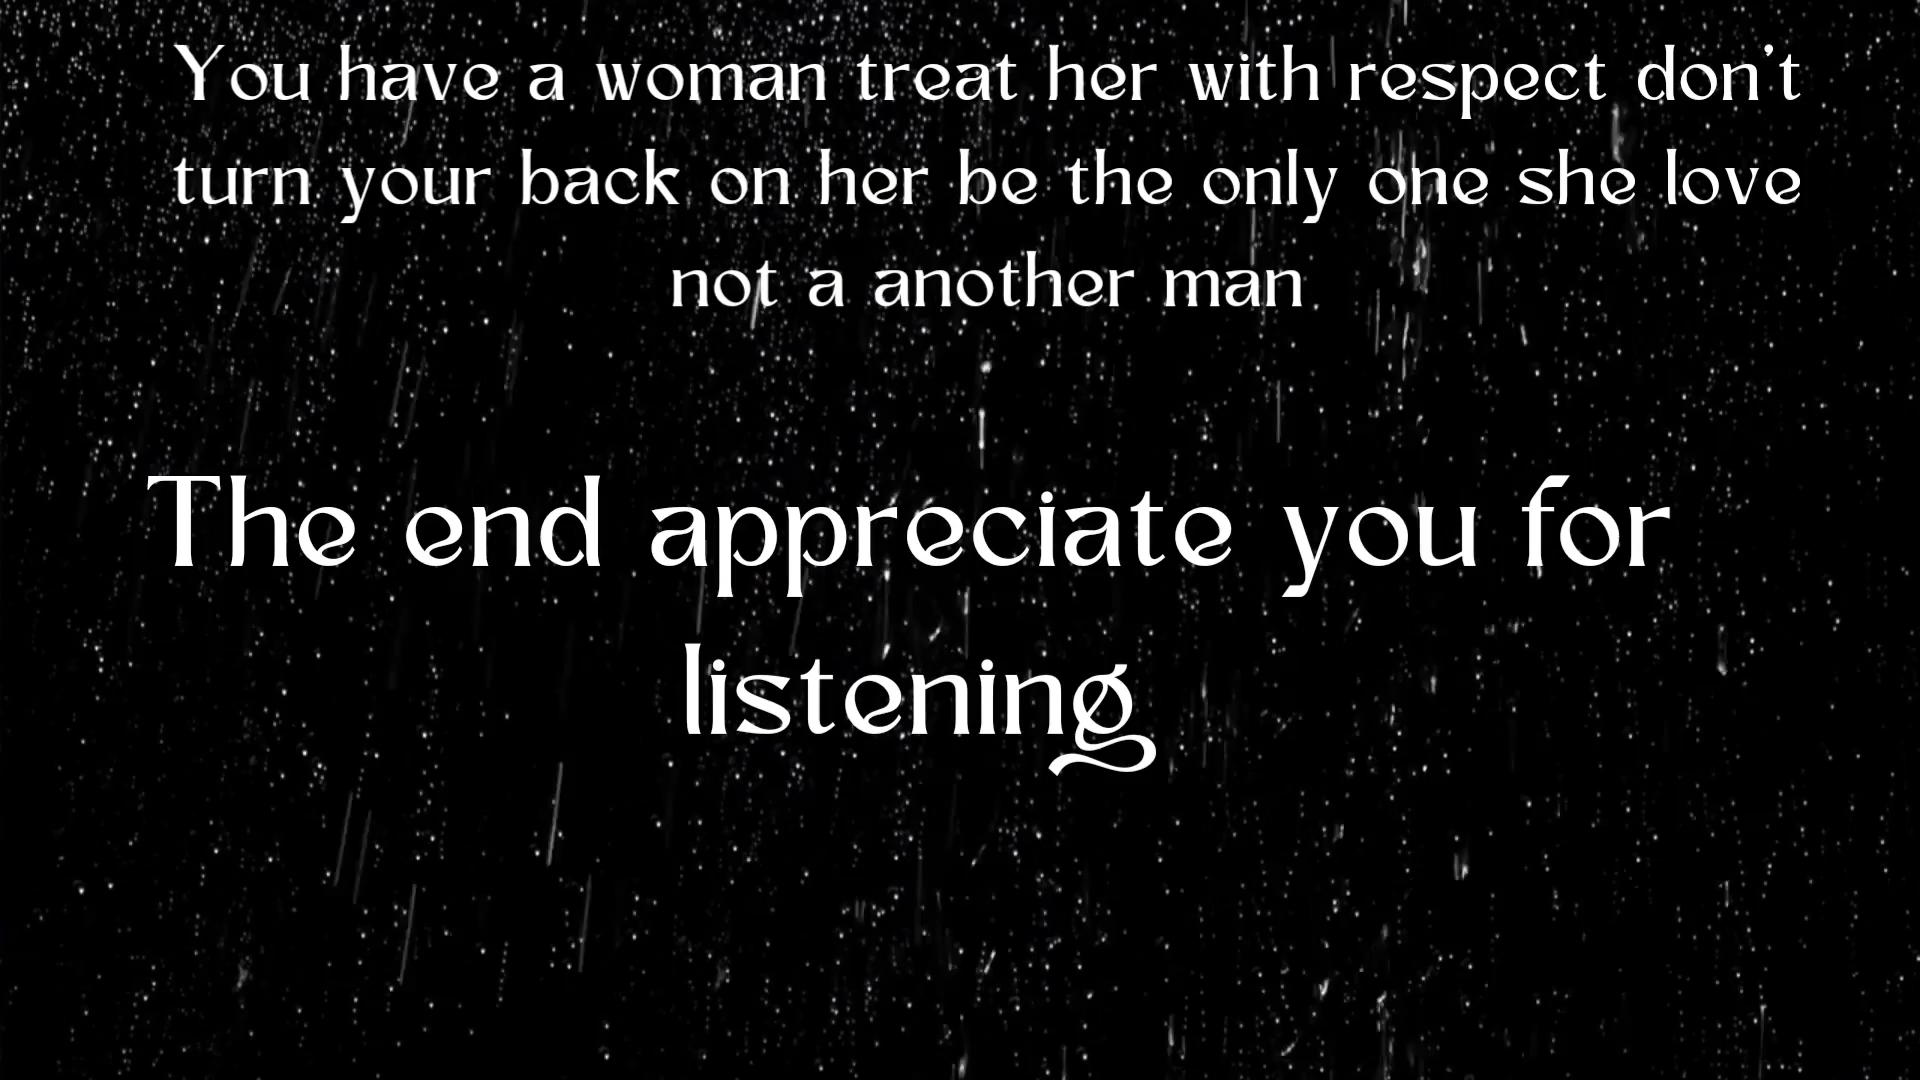 You have a woman treat her with respect don't
turn your back on her be the only one she love
not a another man
The end appreciate you for
listening